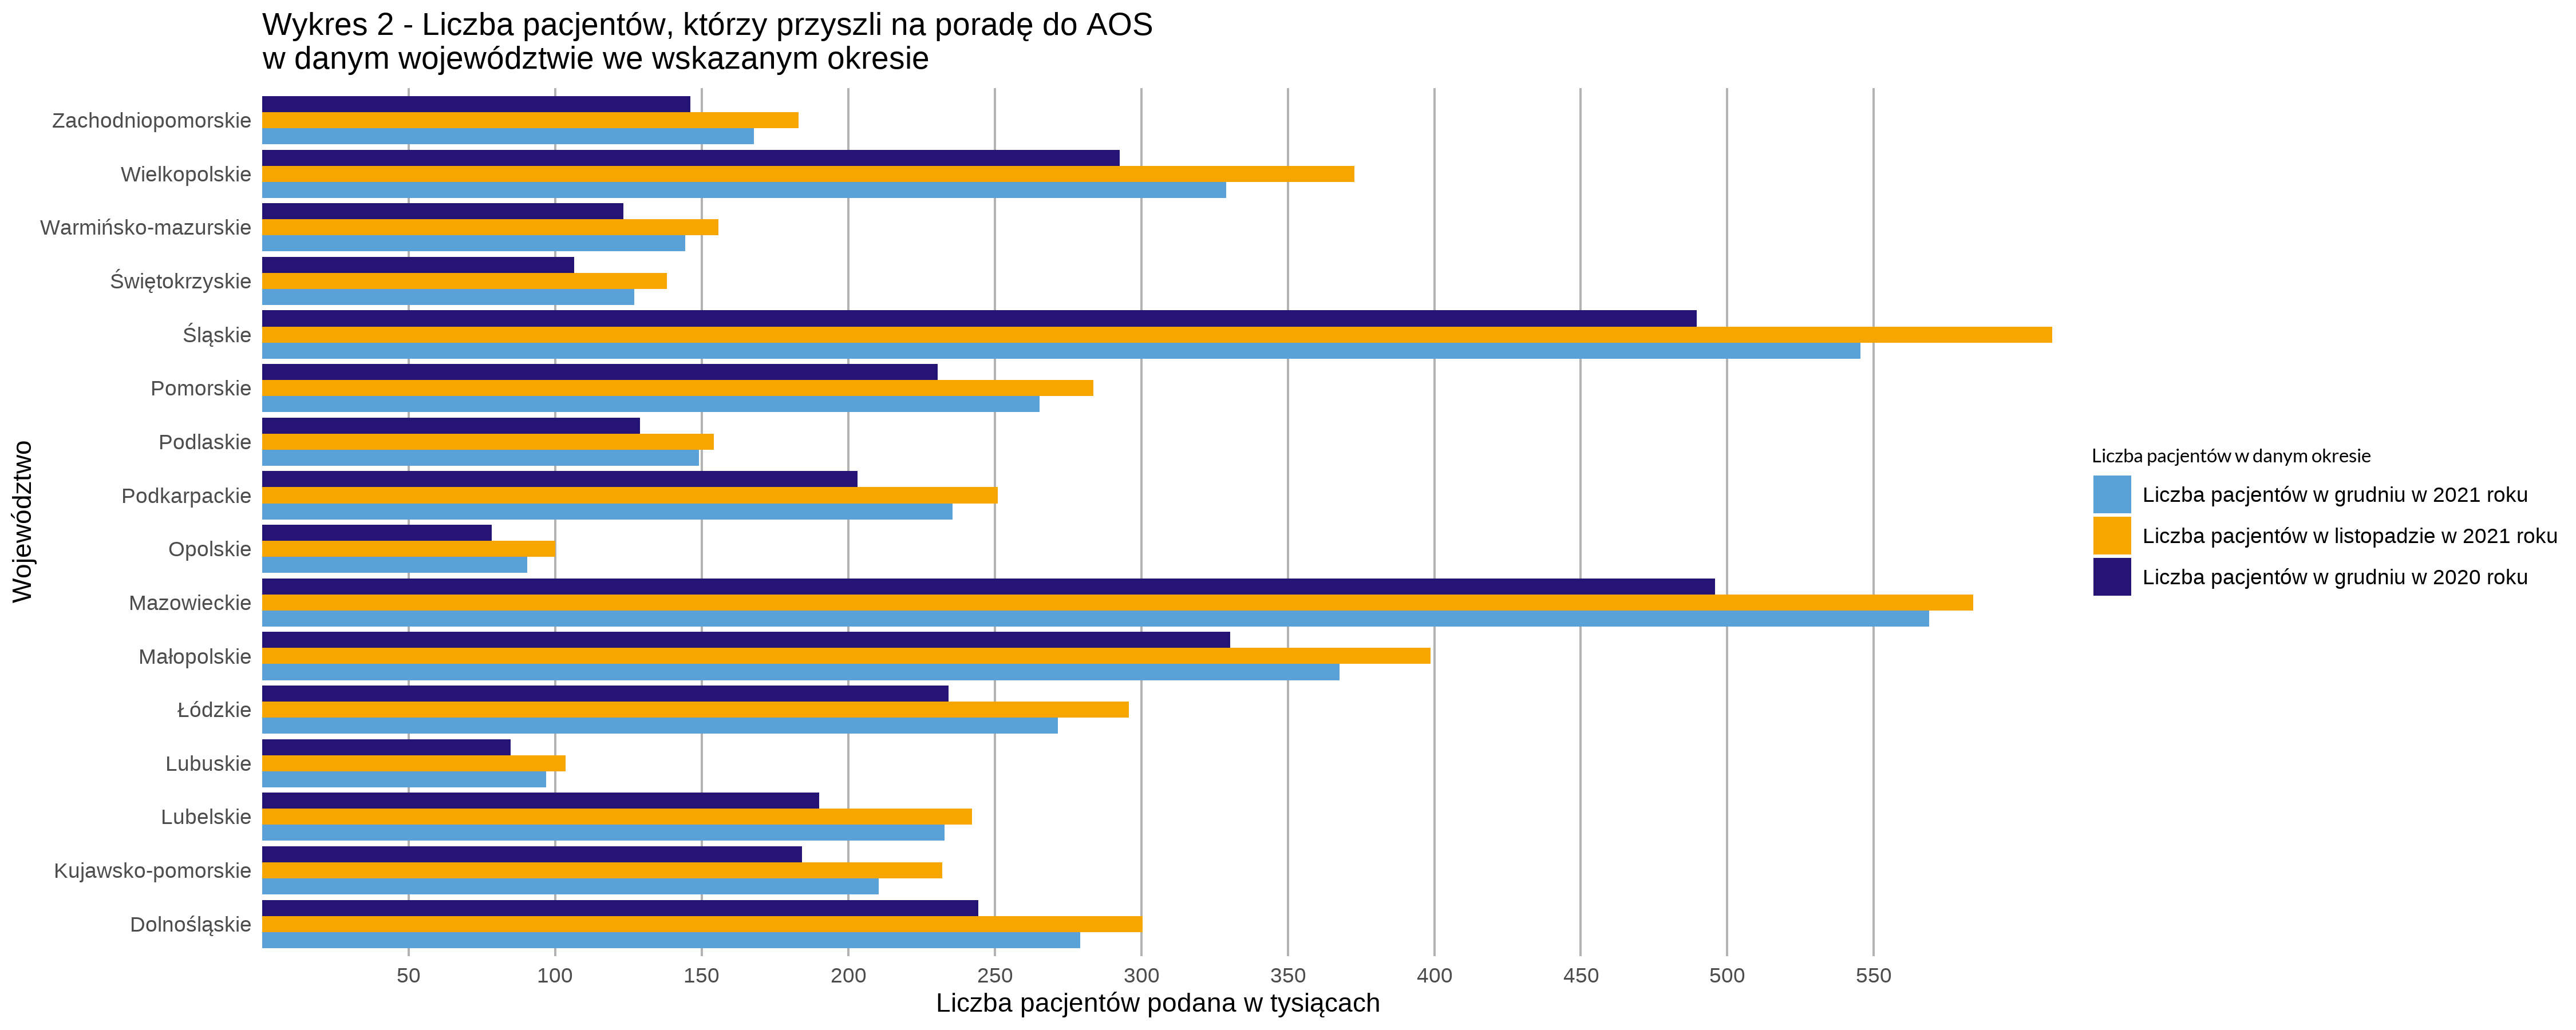 Wykres 2 - Liczba pacjentów, którzy przyszli na poradę do AOS
w danym województwie we wskazanym okresie
Województwo
Zachodniopomorskie
Wielkopolskie
Warmińsko-mazurskie
Świętokrzyskie
Śląskie
Pomorskie
Podlaskie
Podkarpackie
Opolskie
Mazowieckie
Małopolskie
Łódzkie
Lubuskie
Lubelskie
Kujawsko-pomorskie
Dolnośląskie
50 100 150 200 250 300 350 400 450 500 550
Liczba pacjentów podana w tysiącach
Liczba pacjentów w danym okresie
Liczba pacjentów w grudniu w 2021 roku
Liczba pacjentów w listopadzie w 2021 roku
Liczba pacjentów w grudniu w 2020 roku